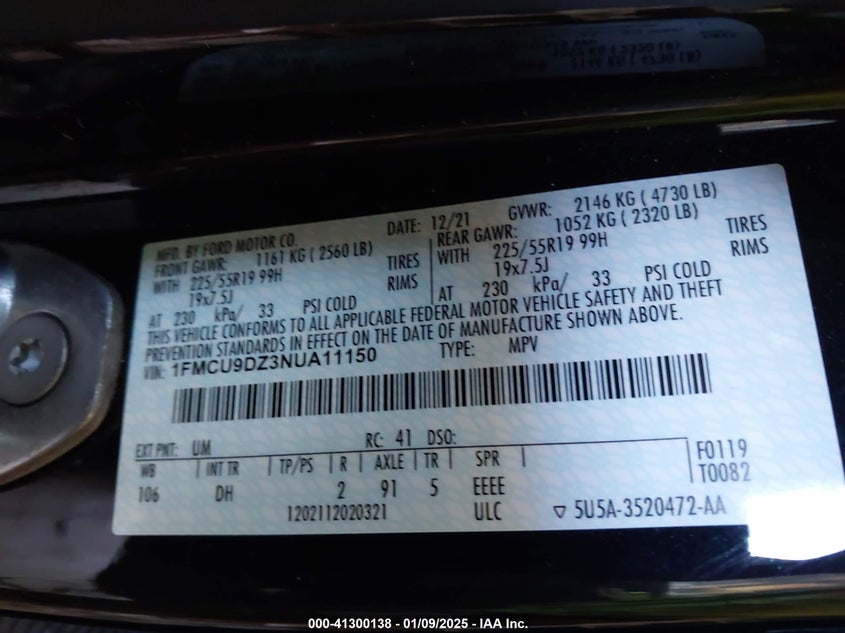 MFD. BY FORD MOTOR CO. DATE: 12/21 GVWR: 2146 KG ( 4730 LB)
FRONT GAWR: 1161 KG ( 2560 LB) REAR GAWR: 1052 KG ( 2320 LB)
WITH 225/55R19 99H TIRES WITH 225/55R19 99H TIRES
19x7.5J RIMS 19x7.5J RIMS
AT 230 kPa/ 33 PSI COLD AT 230 kPa/ 33 PSI COLD
THIS VEHICLE CONFORMS TO ALL APPLICABLE FEDERAL MOTOR VEHICLE SAFETY AND THEFT
PREVENTION STANDARDS IN EFFECT ON THE DATE OF MANUFACTURE SHOWN ABOVE.
VIN: 1FMCU9DZ3NUA11150 TYPE: MPV
EXT PNT: UM RC: 41 DSO:
WB INT TR TP/PS R AXLE TR SPR F0119
106 DH 2 91 5 EEEE T0082
1202112020321 ULC ▽ 5U5A-3520472-AA
000-41300138 - 01/09/2025 - IAA Inc.